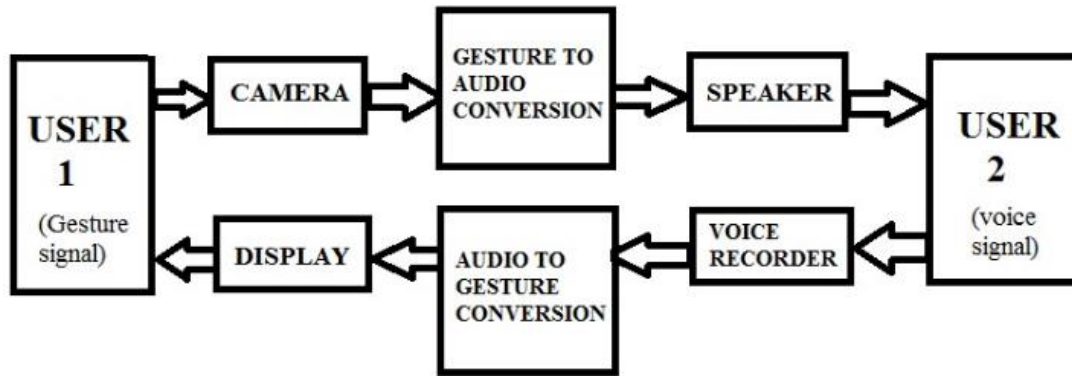 USER
1
(Gesture
signal)
CAMERA
GESTURE TO
AUDIO
CONVERSION
SPEAKER
USER
2
(voice
signal)
VOICE
RECORDER
AUDIO TO
GESTURE
CONVERSION
DISPLAY